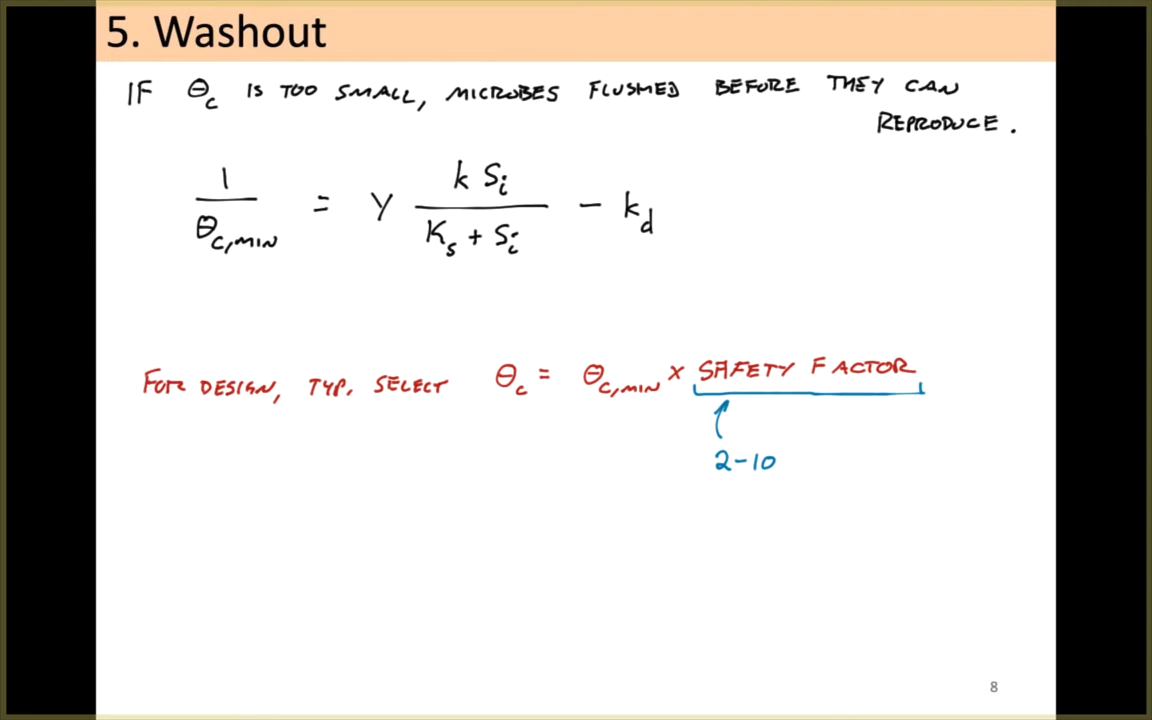 5. Washout
IF θc IS TOO SMALL, MICROBES FLUSHED BEFORE THEY CAN
REPRODUCE.
1/θc,MIN = Y k Si/(Ks + Si) - kd
FOR DESIGN, TYP. SELECT θc = θc,MIN × SAFETY FACTOR
2-10
8